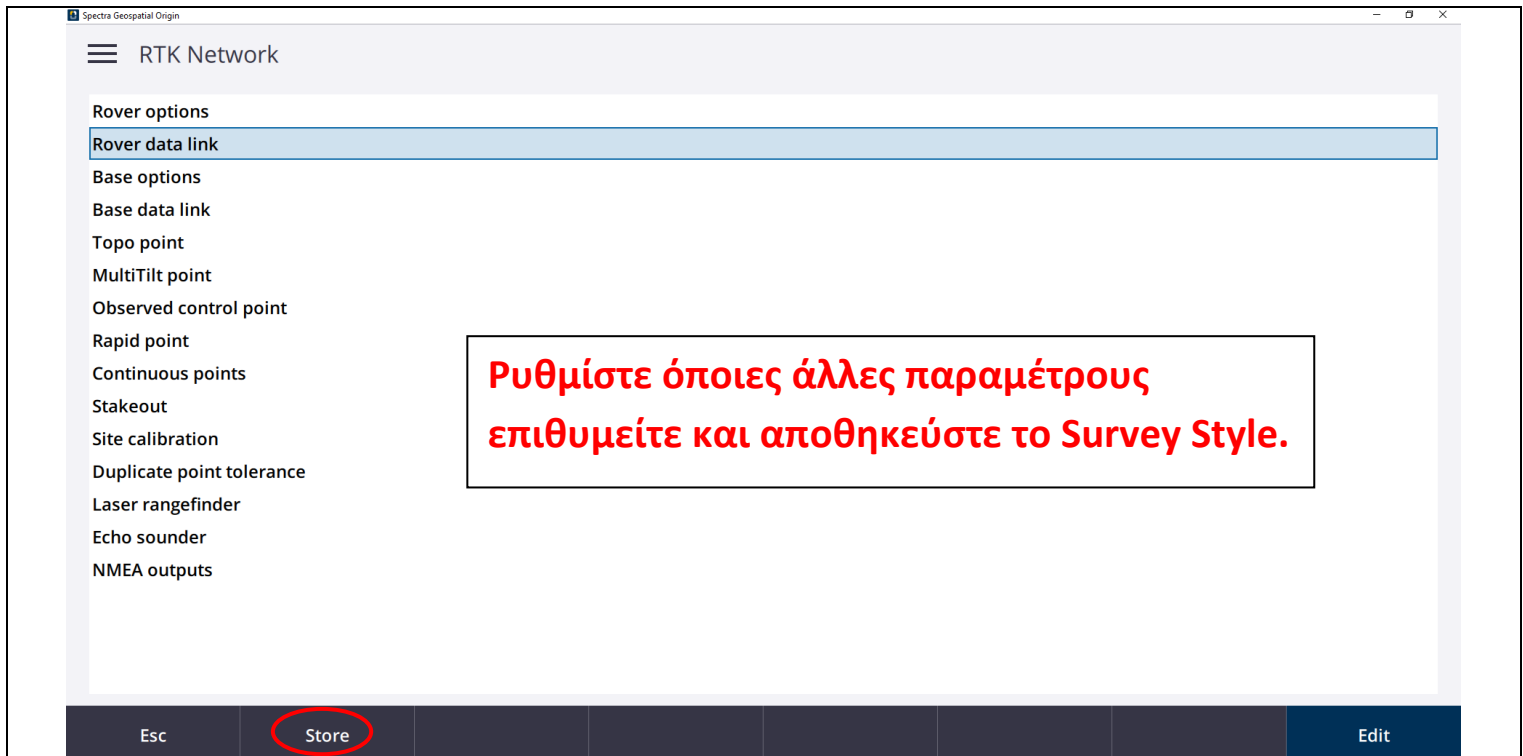 Spectra Geospatial Origin
RTK Network
Rover options
Rover data link
Base options
Base data link
Topo point
MultiTilt point
Observed control point
Rapid point
Continuous points
Stakeout
Site calibration
Duplicate point tolerance
Laser rangefinder
Echo sounder
NMEA outputs
Ρυθμίστε όποιες άλλες παραμέτρους
επιθυμείτε και αποθηκεύστε το Survey Style.
Esc
Store
Edit